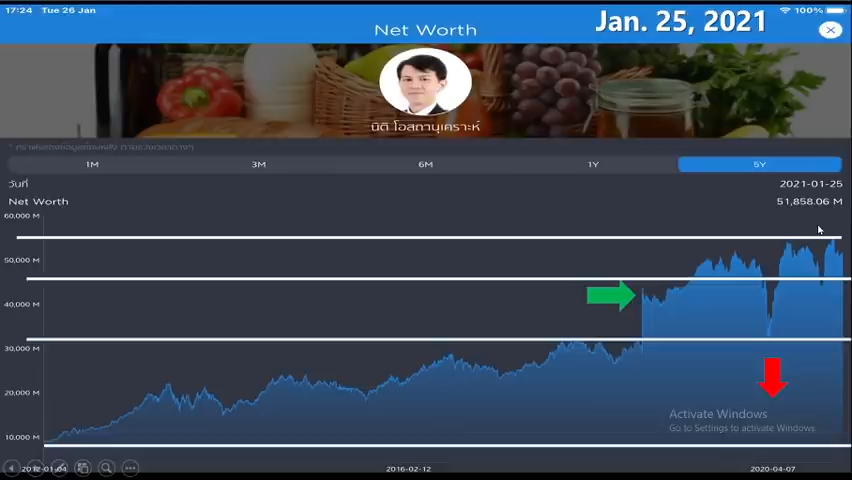 17:24 Tue 26 Jan
100%
Jan. 25, 2021
Net Worth
นิติ โอสถานุเคราะห์
1M 3M 6M 1Y 5Y
วันที่ 2021-01-25
Net Worth 51,858.06 M
60,000 M
50,000 M
40,000 M
30,000 M
20,000 M
10,000 M
Activate Windows
Go to Settings to activate Windows.
2012-01-04 2016-02-12 2020-04-07